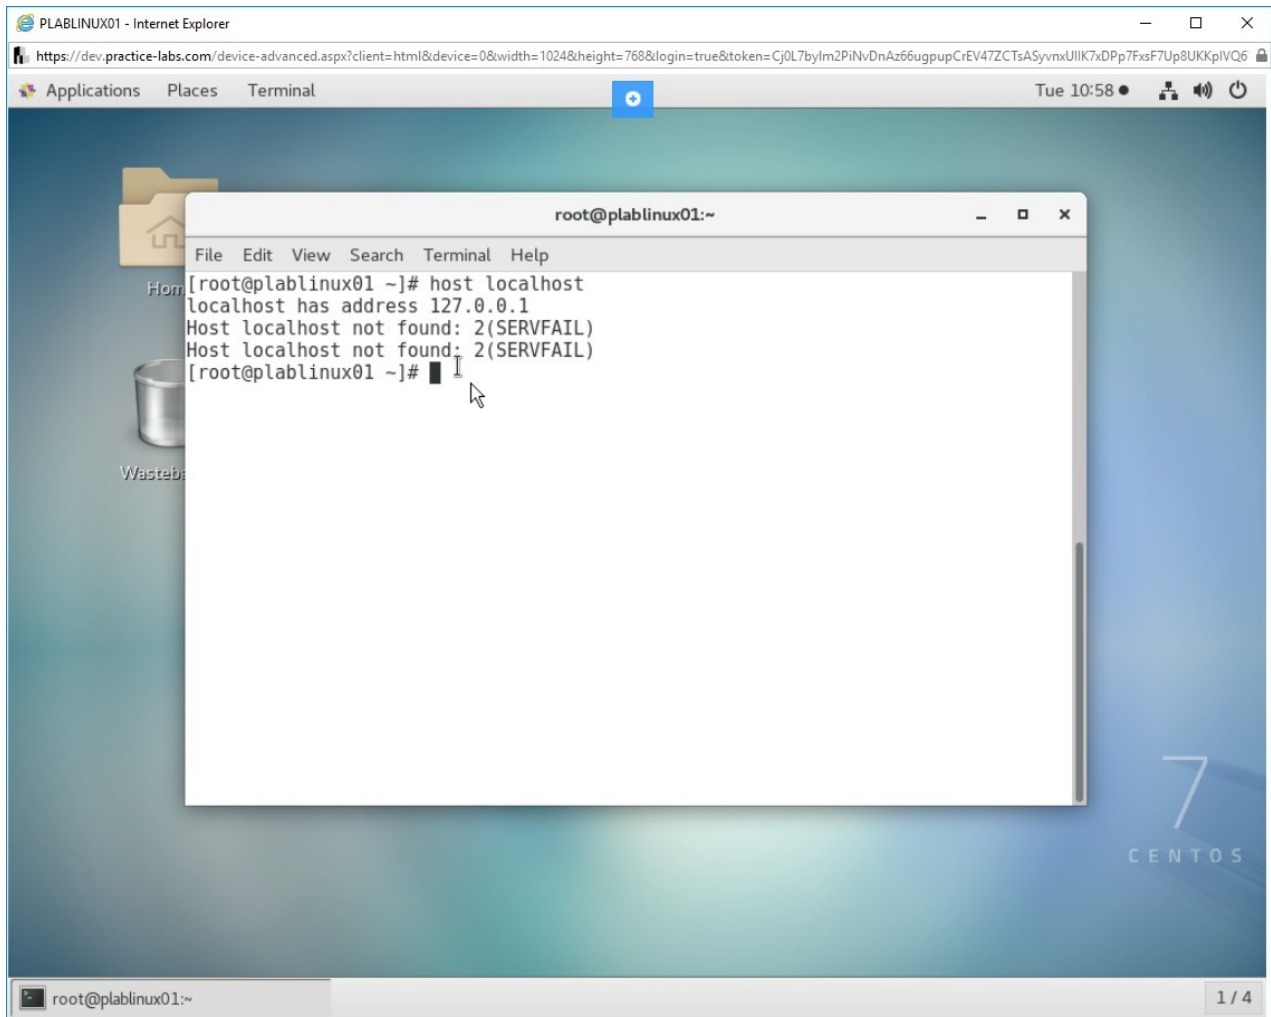 PLABLINUX01 - Internet Explorer
https://dev.practice-labs.com/device-advanced.aspx?client=html&device=0&width=1024&height=768&login=true&token=
Applications Places Terminal Tue 10:58
root@plablinux01:~
File Edit View Search Terminal Help
[root@plablinux01 ~]# host localhost
localhost has address 127.0.0.1
Host localhost not found: 2(SERVFAIL)
Host localhost not found: 2(SERVFAIL)
[root@plablinux01 ~]#
7
CENTOS
root@plablinux01:~ 1 / 4